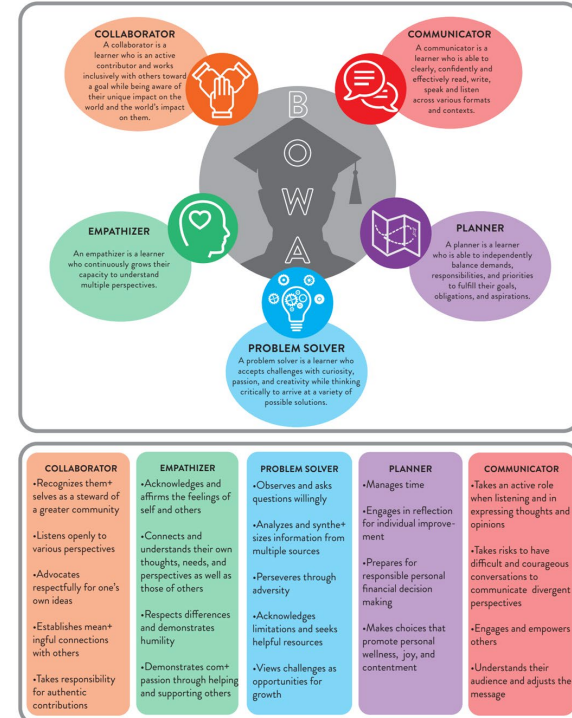 COLLABORATOR
A collaborator is a
learner who is an active
contributor and works
inclusively with others toward
a goal while being aware of
their unique impact on the
world and the world's impact
on them.
COMMUNICATOR
A communicator is a
learner who is able to
clearly, confidently and
effectively read, write,
speak and listen
across various formats
and contexts.
B
O
W
A
EMPATHIZER
An empathizer is a learner
who continuously grows their
capacity to understand
multiple perspectives.
PLANNER
A planner is a learner
who is able to independently
balance demands,
responsibilities, and priorities
to fulfill their goals,
obligations, and aspirations.
PROBLEM SOLVER
A problem solver is a learner who
accepts challenges with curiosity,
passion, and creativity while thinking
critically to arrive at a variety of
possible solutions.
COLLABORATOR
•Recognizes them+
selves as a steward of
a greater community
•Listens openly to
various perspectives
•Advocates
respectfully for one's
own ideas
•Establishes mean+
ingful connections
with others
•Takes responsibility
for authentic
contributions
EMPATHIZER
•Acknowledges and
affirms the feelings of
self and others
•Connects and
understands their own
thoughts, needs, and
perspectives as well as
those of others
•Respects differences
and demonstrates
humility
•Demonstrates com+
passion through helping
and supporting others
PROBLEM SOLVER
•Observes and asks
questions willingly
•Analyzes and synthe+
sizes information from
multiple sources
•Perseveres through
adversity
•Acknowledges
limitations and seeks
helpful resources
•Views challenges as
opportunities for
growth
PLANNER
•Manages time
•Engages in reflection
for individual improve-
ment
•Prepares for
responsible personal
financial decision
making
•Makes choices that
promote personal
wellness, joy, and
contentment
COMMUNICATOR
•Takes an active role
when listening and in
expressing thoughts and
opinions
•Takes risks to have
difficult and courageous
conversations to
communicate divergent
perspectives
•Engages and empowers
others
•Understands their
audience and adjusts the
message